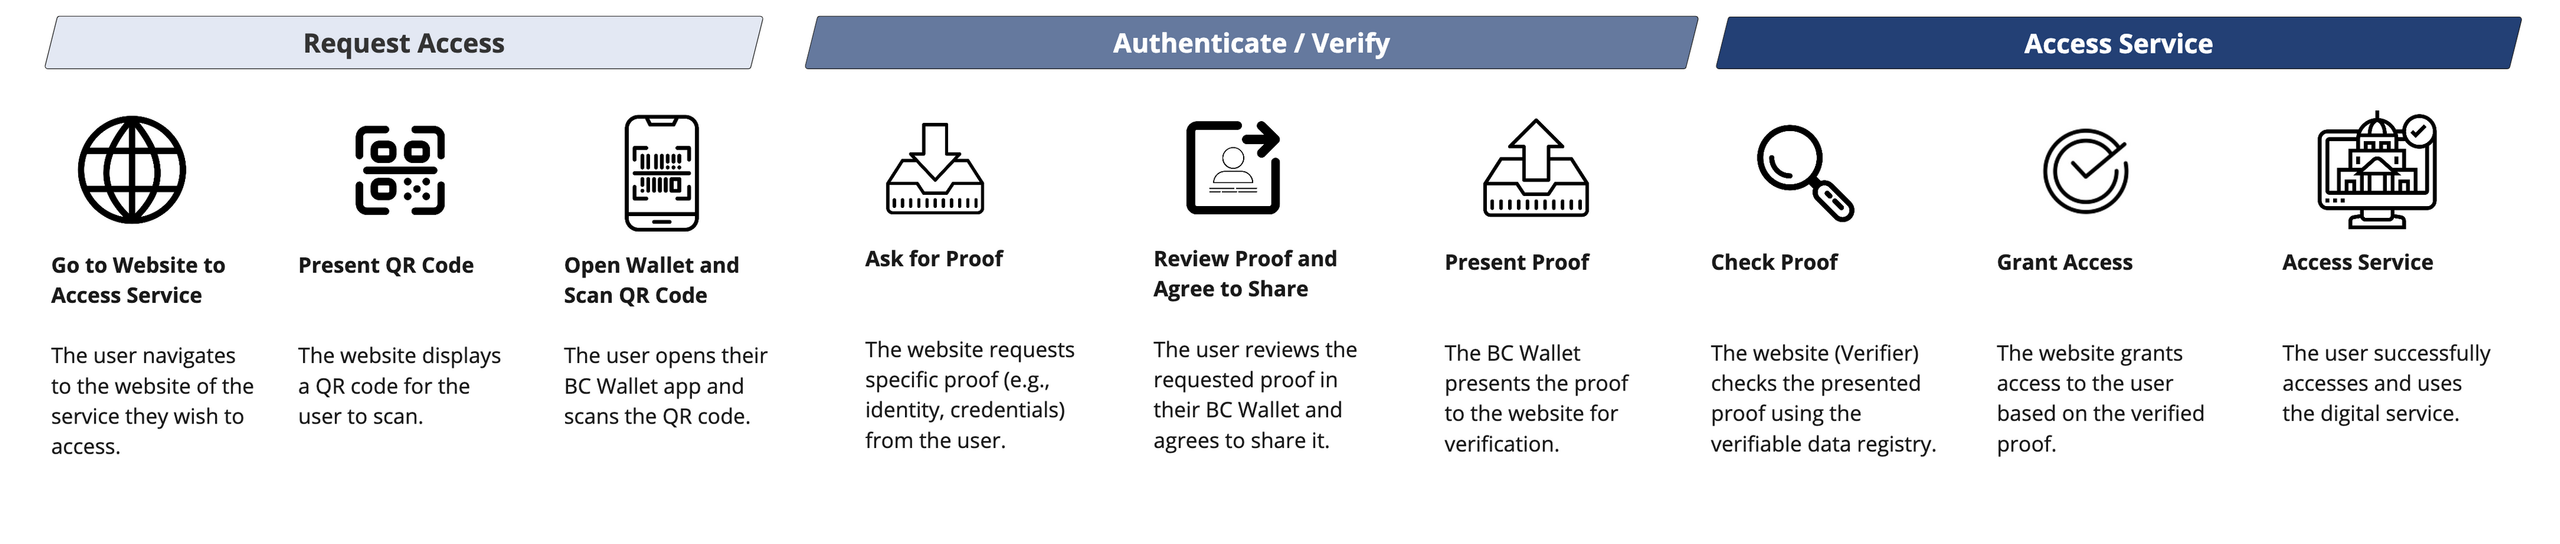 Request Access
Authenticate / Verify
Access Service
Go to Website to
Access Service
The user navigates
to the website of the
service they wish to
access.
Present QR Code
The website displays
a QR code for the
user to scan.
Open Wallet and
Scan QR Code
The user opens their
BC Wallet app and
scans the QR code.
Ask for Proof
The website requests
specific proof (e.g.,
identity, credentials)
from the user.
Review Proof and
Agree to Share
The user reviews the
requested proof in
their BC Wallet and
agrees to share it.
Present Proof
The BC Wallet
presents the proof
to the website for
verification.
Check Proof
The website (Verifier)
checks the presented
proof using the
verifiable data registry.
Grant Access
The website grants
access to the user
based on the verified
proof.
Access Service
The user successfully
accesses and uses
the digital service.